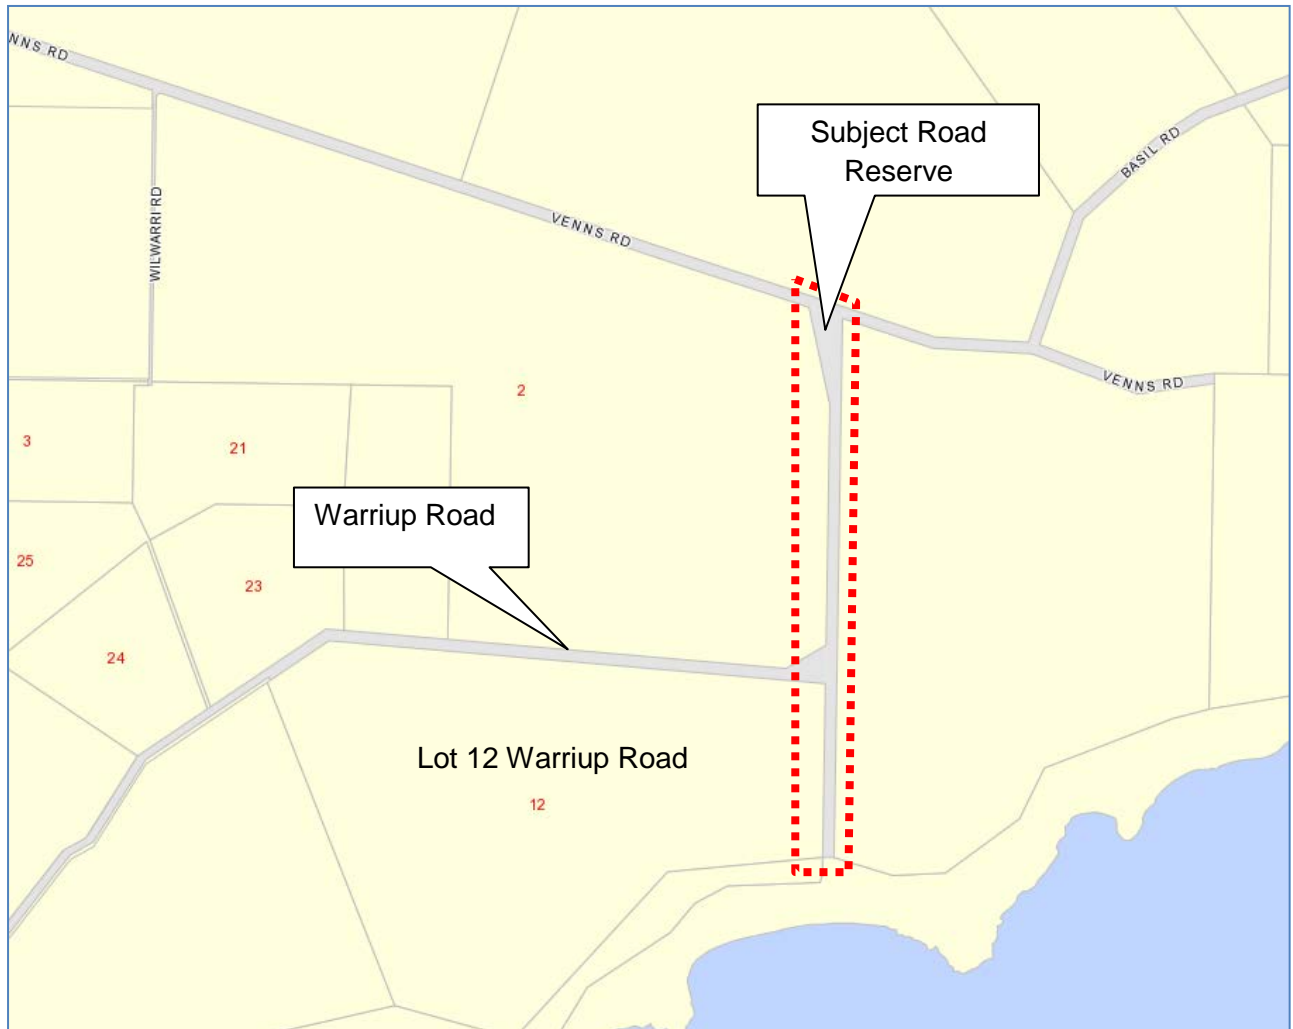 NNS RD
Subject Road
Reserve
BASIL RD
WILWARRI RD
VENNS RD
VENNS RD
2
3
21
Warriup Road
25
23
24
Lot 12 Warriup Road
12